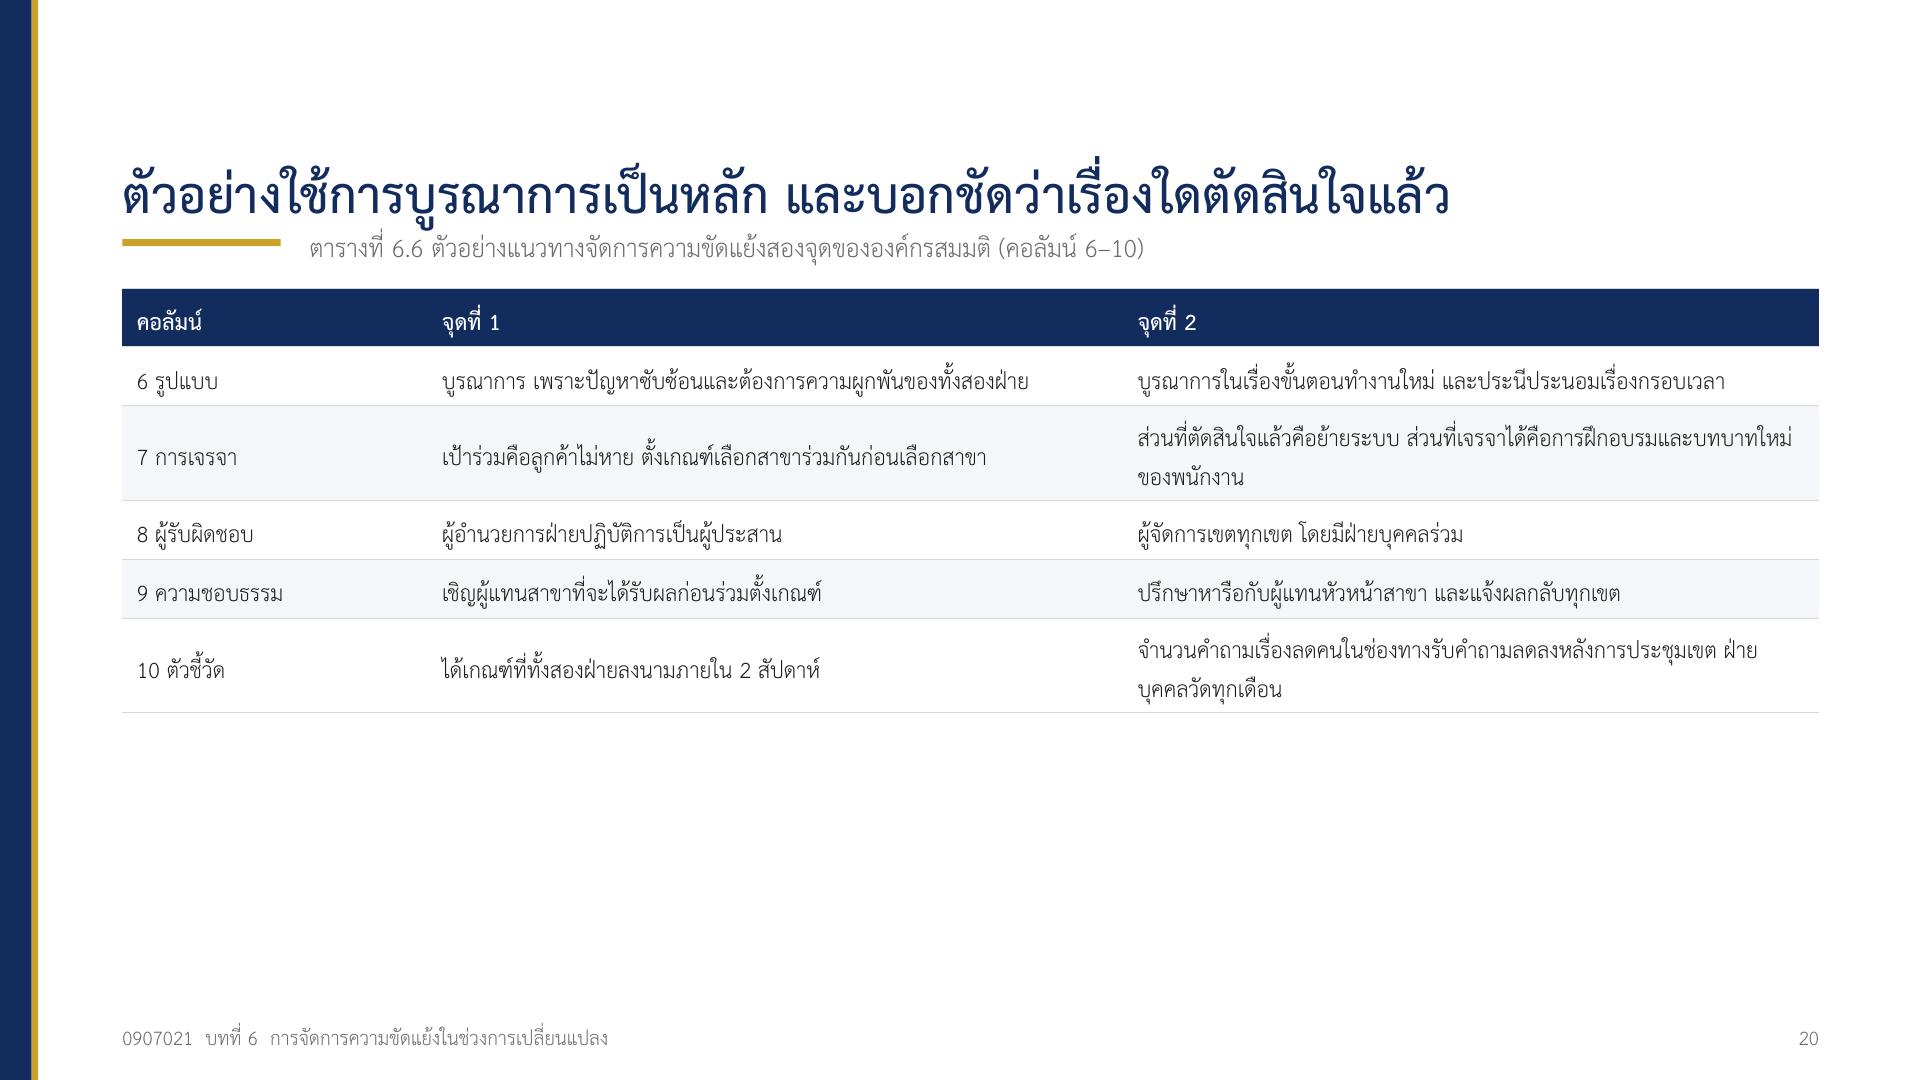 ตัวอย่างใช้การบูรณาการเป็นหลัก และบอกชัดว่าเรื่องใดตัดสินใจแล้ว
ตารางที่ 6.6 ตัวอย่างแนวทางจัดการความขัดแย้งสองจุดขององค์กรสมมติ (คอลัมน์ 6–10)
คอลัมน์ จุดที่ 1 จุดที่ 2
6 รูปแบบ บูรณาการ เพราะปัญหาซับซ้อนและต้องการความผูกพันของทั้งสองฝ่าย บูรณาการในเรื่องขั้นตอนทำงานใหม่ และประนีประนอมเรื่องกรอบเวลา
7 การเจรจา เป้าร่วมคือลูกค้าไม่หาย ตั้งเกณฑ์เลือกสาขาร่วมกันก่อนเลือกสาขา ส่วนที่ตัดสินใจแล้วคือย้ายระบบ ส่วนที่เจรจาได้คือการฝึกอบรมและบทบาทใหม่
ของพนักงาน
8 ผู้รับผิดชอบ ผู้อำนวยการฝ่ายปฏิบัติการเป็นผู้ประสาน ผู้จัดการเขตทุกเขต โดยมีฝ่ายบุคคลร่วม
9 ความชอบธรรม เชิญผู้แทนสาขาที่จะได้รับผลก่อนร่วมตั้งเกณฑ์ ปรึกษาหารือกับผู้แทนหัวหน้าสาขา และแจ้งผลกลับทุกเขต
10 ตัวชี้วัด ได้เกณฑ์ที่ทั้งสองฝ่ายลงนามภายใน 2 สัปดาห์ จำนวนคำถามเรื่องลดคนในช่องทางรับคำถามลดลงหลังการประชุมเขต ฝ่าย
บุคคลวัดทุกเดือน
0907021 บทที่ 6 การจัดการความขัดแย้งในช่วงการเปลี่ยนแปลง 20